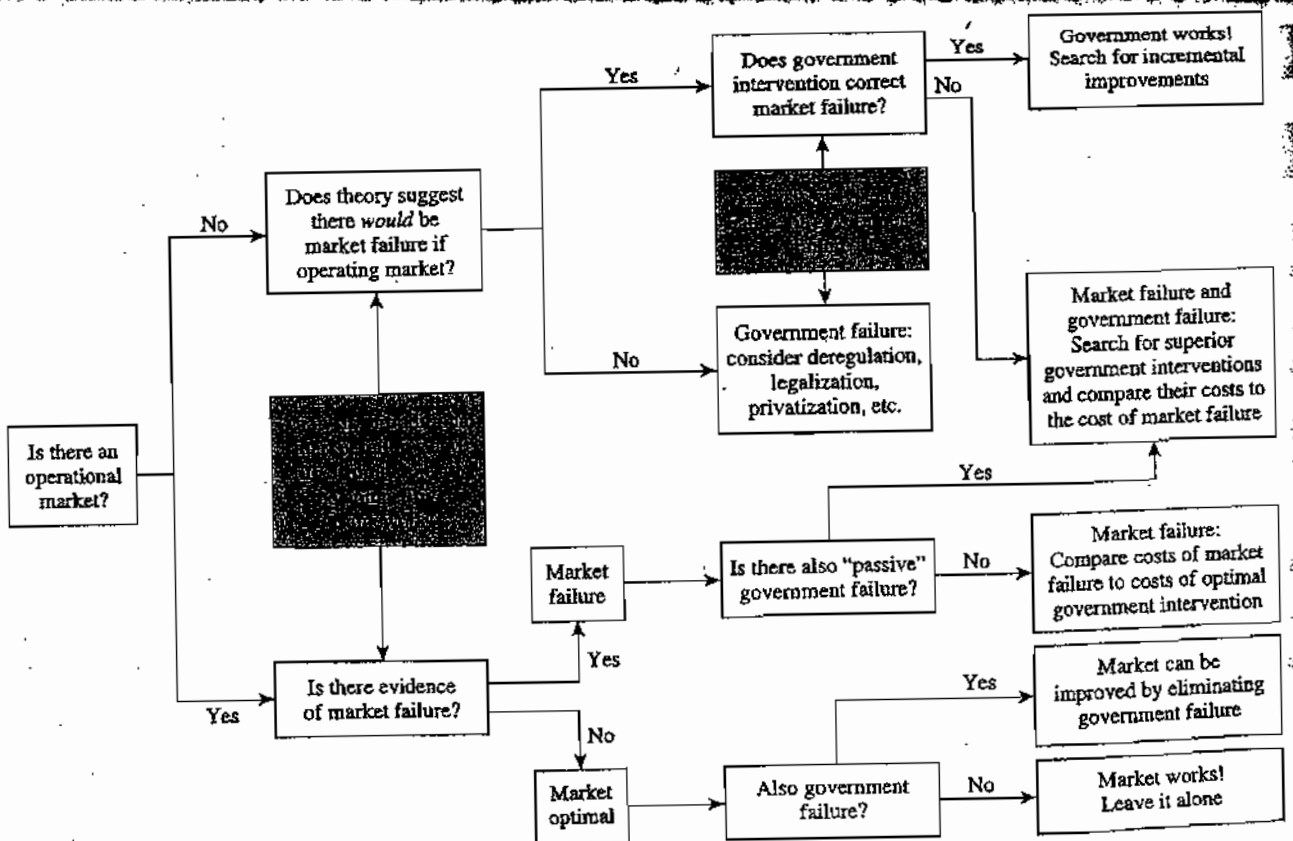 Is there an
operational
market?
No
Yes
Does theory suggest
there would be
market failure if
operating market?
Is there evidence
of market failure?
Yes
No
Yes
No
Market
failure
Market
optimal
Does government
intervention correct
market failure?
Yes
No
Government failure:
consider deregulation,
legalization,
privatization, etc.
Is there also "passive"
government failure?
Yes
No
Also government
failure?
Yes
No
Government works!
Search for incremental
improvements
Market failure and
government failure:
Search for superior
government interventions
and compare their costs to
the cost of market failure
Market failure:
Compare costs of market
failure to costs of optimal
government intervention
Market can be
improved by eliminating
government failure
Market works!
Leave it alone